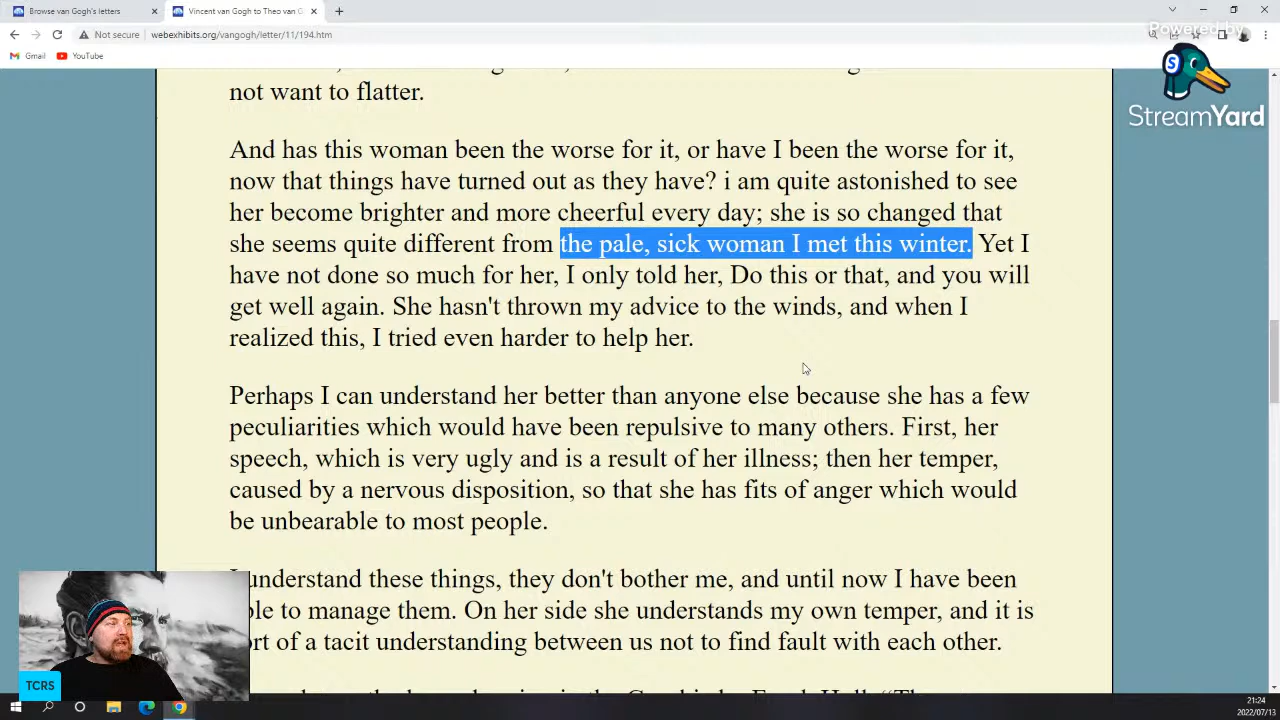 Browse van Gogh's letters
Vincent van Gogh to Theo van G
Not secure
webexhibits.org/vangogh/letter/11/194.htm
Powered by
Gmail
YouTube
StreamYard
not want to flatter.
And has this woman been the worse for it, or have I been the worse for it,
now that things have turned out as they have? i am quite astonished to see
her become brighter and more cheerful every day; she is so changed that
she seems quite different from the pale, sick woman I met this winter. Yet I
have not done so much for her, I only told her, Do this or that, and you will
get well again. She hasn't thrown my advice to the winds, and when I
realized this, I tried even harder to help her.
Perhaps I can understand her better than anyone else because she has a few
peculiarities which would have been repulsive to many others. First, her
speech, which is very ugly and is a result of her illness; then her temper,
caused by a nervous disposition, so that she has fits of anger which would
be unbearable to most people.
understand these things, they don't bother me, and until now I have been
to manage them. On her side she understands my own temper, and it is
of a tacit understanding between us not to find fault with each other.
TCRS
21:24
2022/07/13